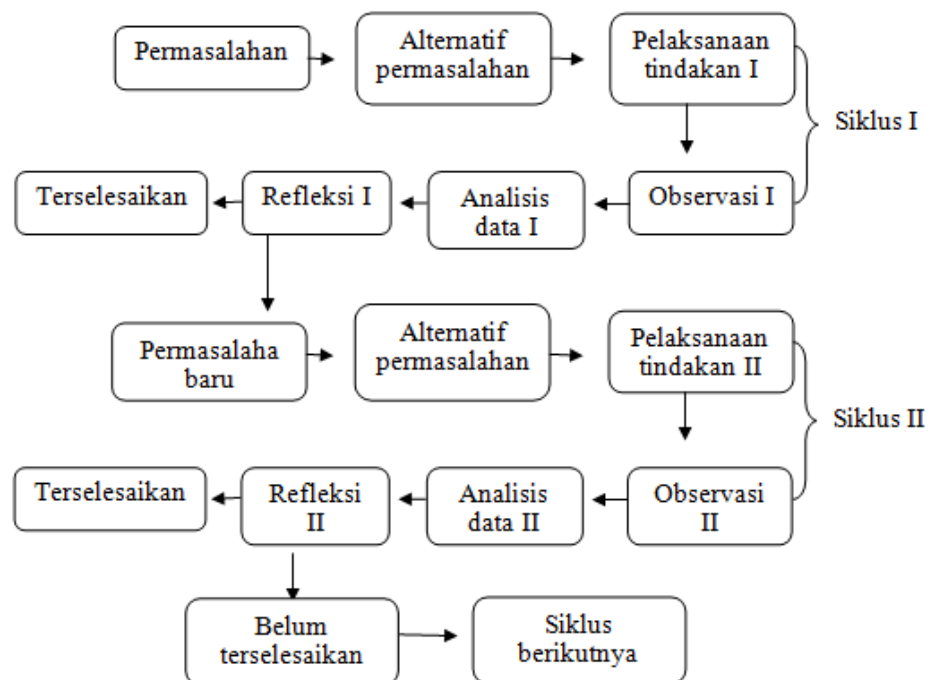 Permasalahan
Alternatif
permasalahan
Pelaksanaan
tindakan I
Siklus I
Terselesaikan
Refleksi I
Analisis
data I
Observasi I
Permasalaha
baru
Alternatif
permasalahan
Pelaksanaan
tindakan II
Siklus II
Terselesaikan
Refleksi
II
Analisis
data II
Observasi
II
Belum
terselesaikan
Siklus
berikutnya